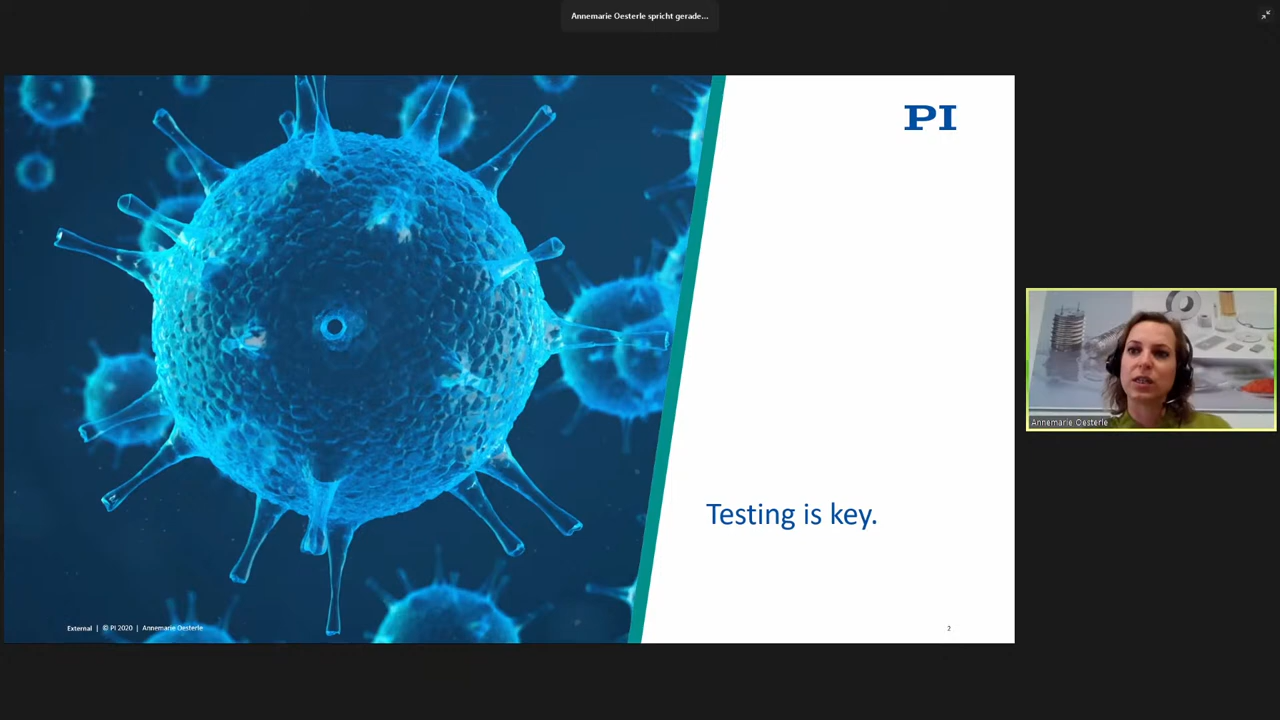 Annemarie Oesterle spricht gerade...
PI
Testing is key.
External | © PI 2020 | Annemarie Oesterle
2
Annemarie Oesterle